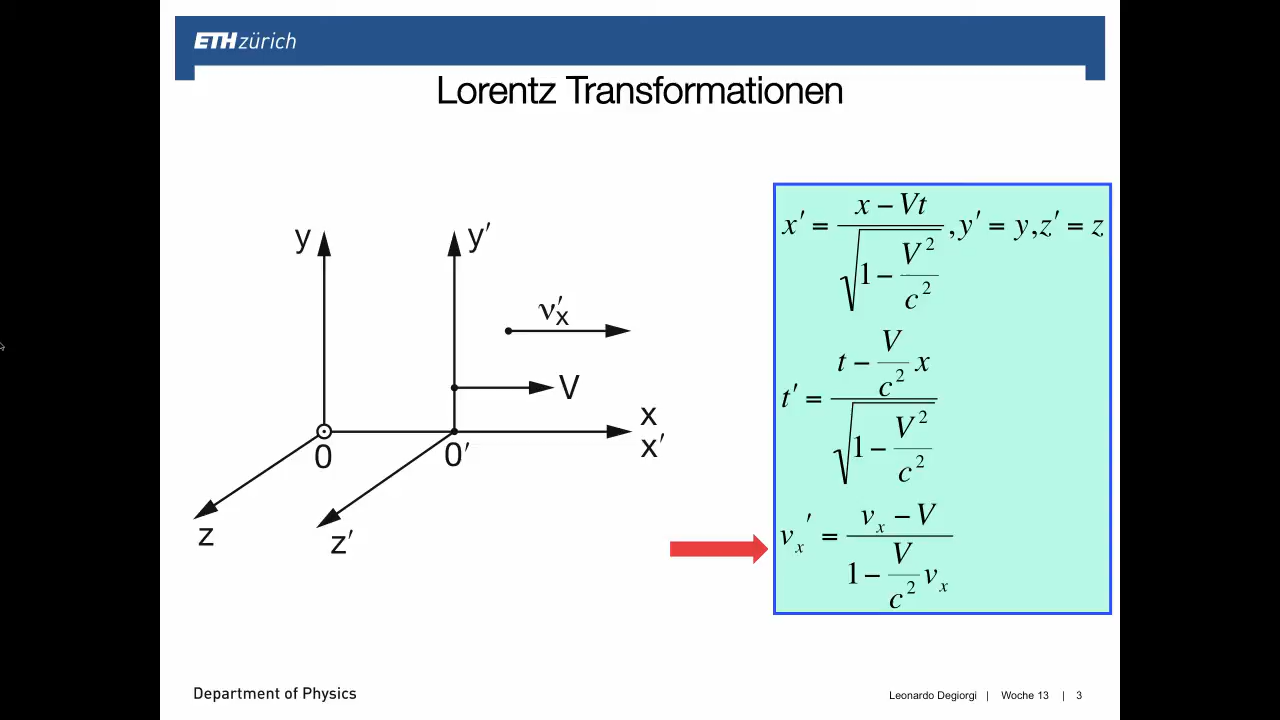 ETH zürich
Lorentz Transformationen
y
y′
ν′x
V
x
x′
0
0′
z
z′
x′ = (x − Vt) / √(1 − V²/c²) , y′ = y, z′ = z
t′ = (t − (V/c²) x) / √(1 − V²/c²)
vx′ = (vx − V) / (1 − (V/c²) vx)
Department of Physics
Leonardo Degiorgi | Woche 13 | 3